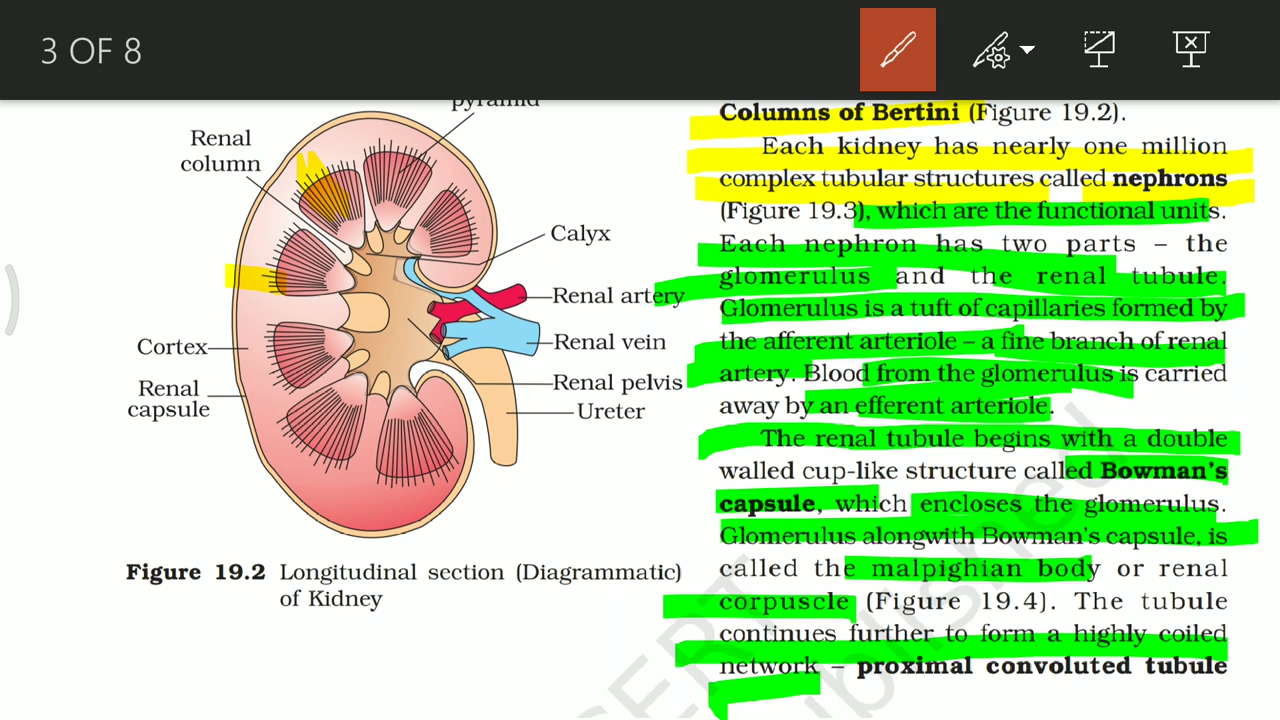 3 OF 8
pyramid
Renal
column
Calyx
Renal artery
Renal vein
Cortex
Renal pelvis
Renal
capsule
Ureter
Figure 19.2 Longitudinal section (Diagrammatic)
of Kidney
Columns of Bertini (Figure 19.2).
Each kidney has nearly one million
complex tubular structures called nephrons
(Figure 19.3), which are the functional units.
Each nephron has two parts – the
glomerulus and the renal tubule.
Glomerulus is a tuft of capillaries formed by
the afferent arteriole – a fine branch of renal
artery. Blood from the glomerulus is carried
away by an efferent arteriole.
The renal tubule begins with a double
walled cup-like structure called Bowman's
capsule, which encloses the glomerulus.
Glomerulus alongwith Bowman's capsule, is
called the malpighian body or renal
corpuscle (Figure 19.4). The tubule
continues further to form a highly coiled
network – proximal convoluted tubule